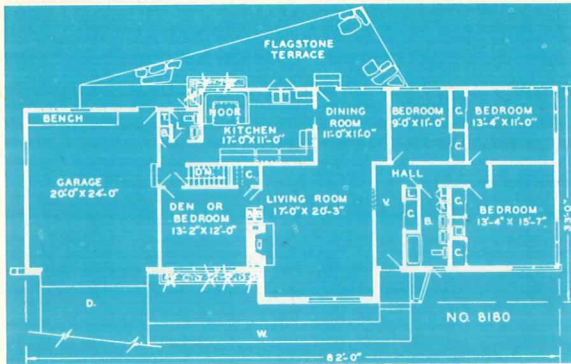 FLAGSTONE
TERRACE
BENCH
T.
B.
L.
NOOK
KITCHEN
17'-0"X11'-0"
DINING
ROOM
11'-0"X11'-0"
BEDROOM
9'-0"X11'-0"
C.
C.
BEDROOM
13'-4"X11'-0"
GARAGE
20'-0"X24'-0"
DN.
C.
HALL
DEN OR
BEDROOM
13'-2"X12'-0"
LIVING ROOM
17'-0"X20'-3"
V.
L.
C.
B.
C.
C.
BEDROOM
13'-4"X15'-7"
33'-0"
D.
W.
NO. 8180
82'-0"